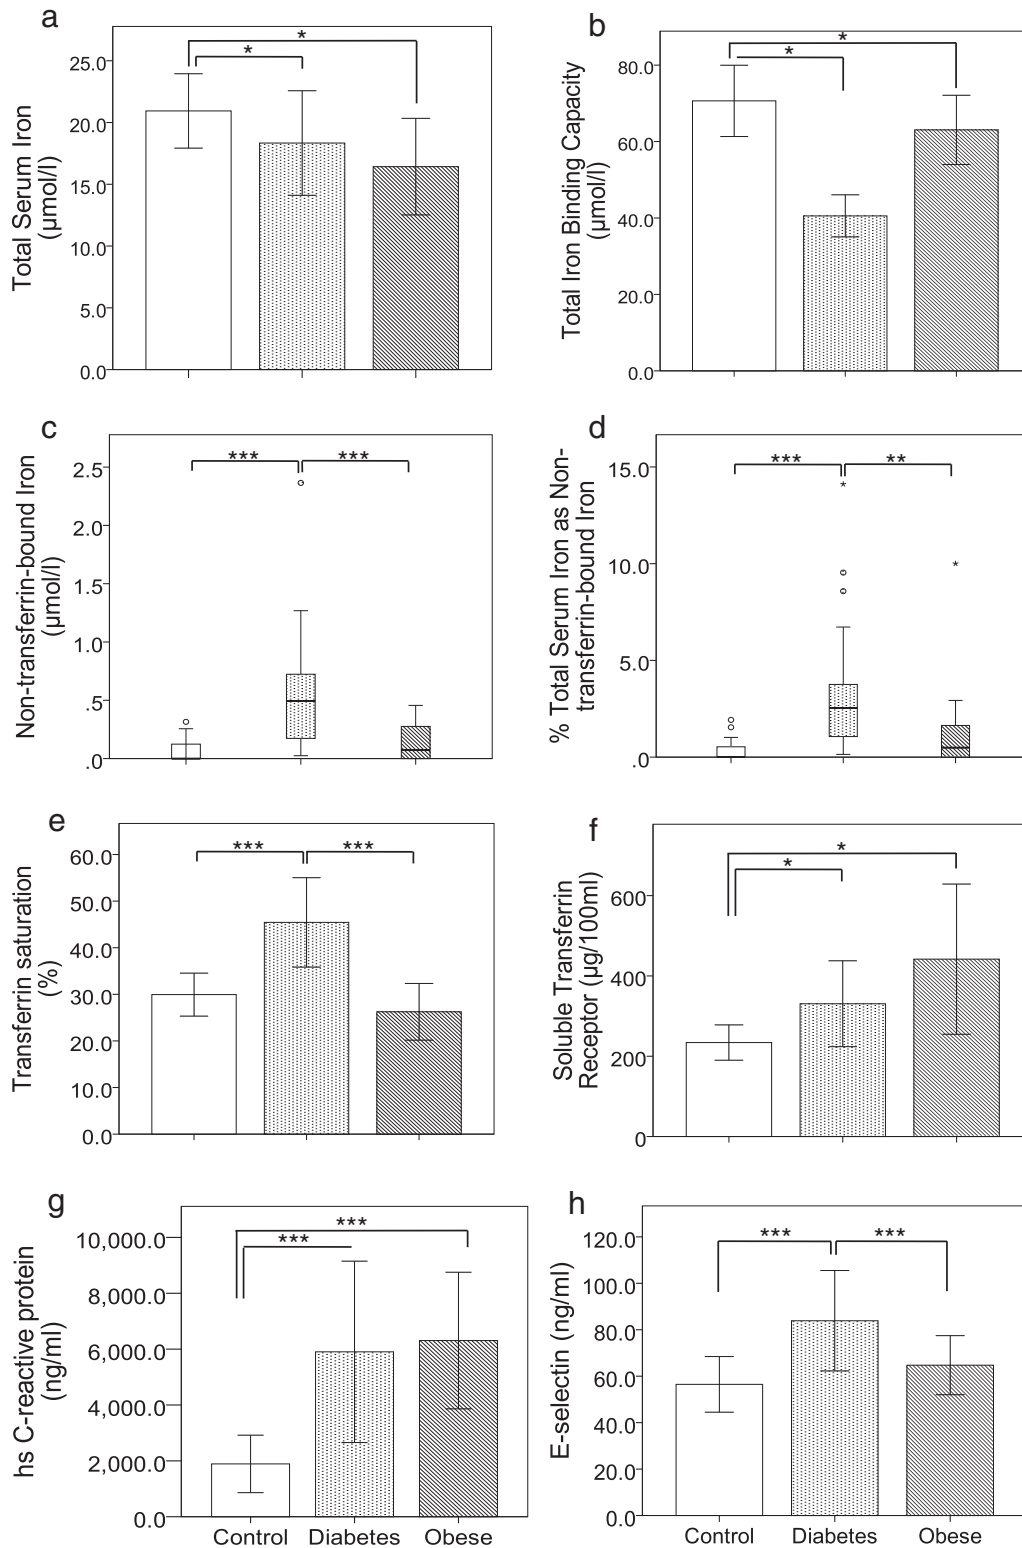 a
Total Serum Iron
(µmol/l)
25.0
20.0
15.0
10.0
5.0
0.0
*
*
b
Total Iron Binding Capacity
(µmol/l)
80.0
60.0
40.0
20.0
0.0
*
*
c
Non-transferrin-bound Iron
(µmol/l)
2.5
2.0
1.5
1.0
.5
.0
***
***
d
% Total Serum Iron as Non-
transferrin-bound Iron
15.0
10.0
5.0
.0
***
**
e
Transferrin saturation
(%)
60.0
50.0
40.0
30.0
20.0
10.0
0.0
***
***
f
Soluble Transferrin
Receptor (µg/100ml)
600
400
200
0
*
*
g
hs C-reactive protein
(ng/ml)
10,000.0
8,000.0
6,000.0
4,000.0
2,000.0
0.0
***
***
Control Diabetes Obese
h
E-selectin (ng/ml)
120.0
100.0
80.0
60.0
40.0
20.0
0.0
***
***
Control Diabetes Obese